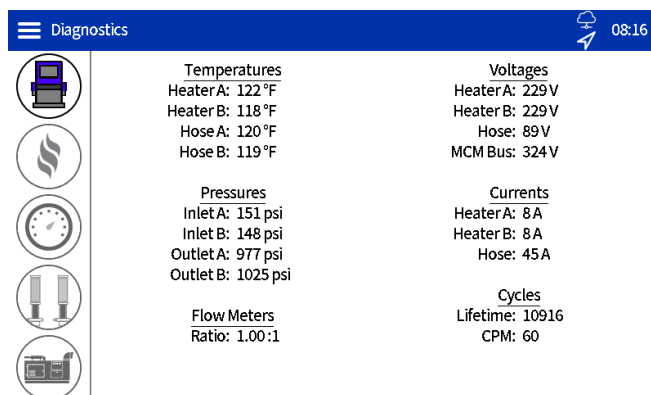 Diagnostics
08:16
Temperatures
Heater A: 122 °F
Heater B: 118 °F
Hose A: 120 °F
Hose B: 119 °F
Pressures
Inlet A: 151 psi
Inlet B: 148 psi
Outlet A: 977 psi
Outlet B: 1025 psi
Flow Meters
Ratio: 1.00 :1
Voltages
Heater A: 229 V
Heater B: 229 V
Hose: 89 V
MCM Bus: 324 V
Currents
Heater A: 8 A
Heater B: 8 A
Hose: 45 A
Cycles
Lifetime: 10916
CPM: 60